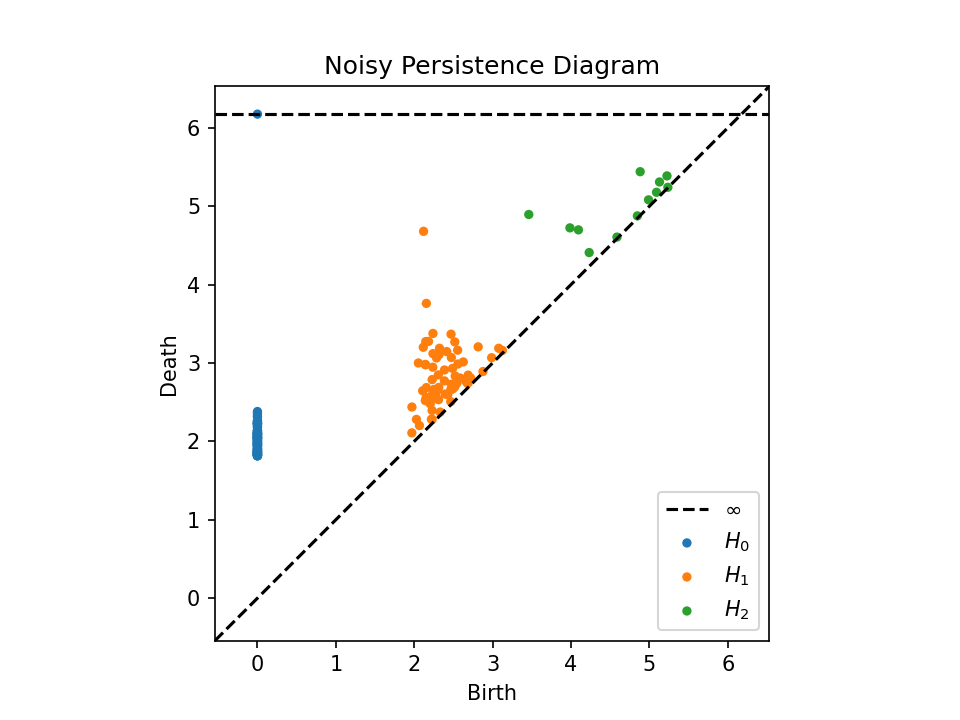 Noisy Persistence Diagram
6
5
4
3
2
1
0
Death
0 1 2 3 4 5 6
Birth
∞
H₀
H₁
H₂